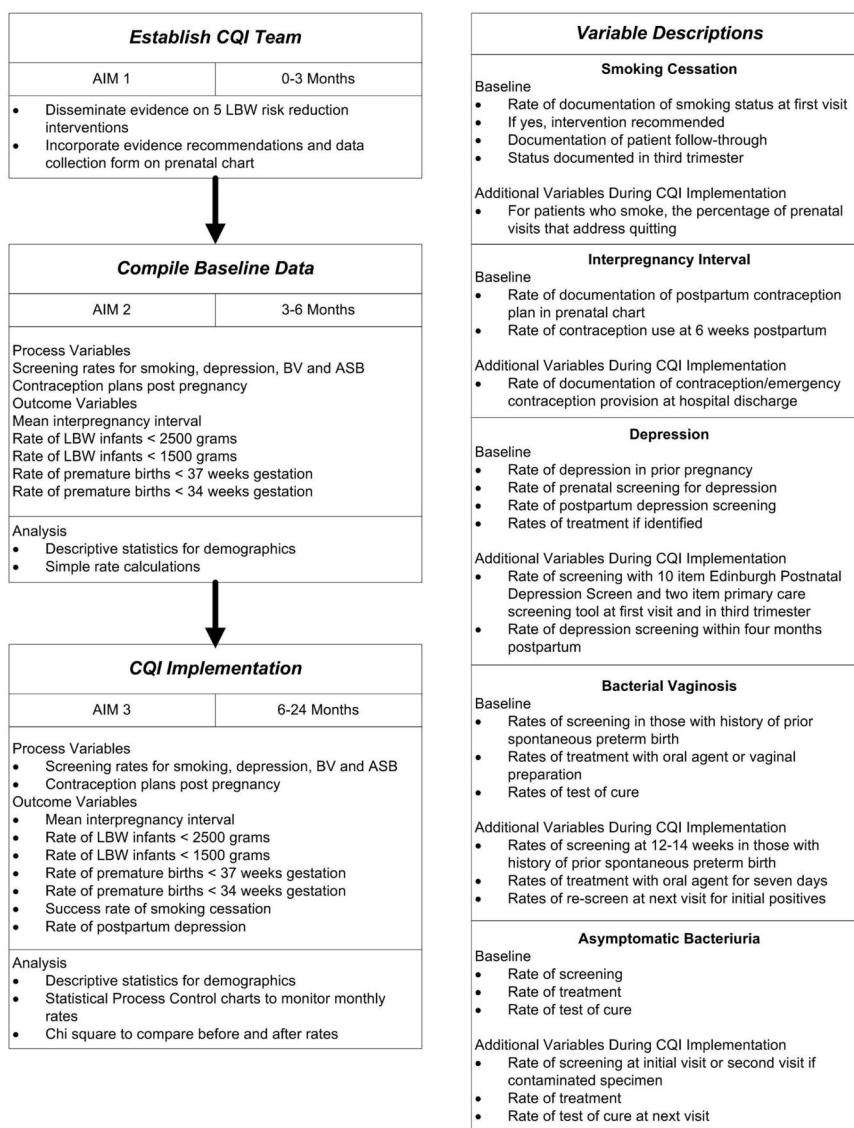 Establish CQI Team
AIM 1
0-3 Months
• Disseminate evidence on 5 LBW risk reduction
interventions
• Incorporate evidence recommendations and data
collection form on prenatal chart
Compile Baseline Data
AIM 2
3-6 Months
Process Variables
Screening rates for smoking, depression, BV and ASB
Contraception plans post pregnancy
Outcome Variables
Mean interpregnancy interval
Rate of LBW infants < 2500 grams
Rate of LBW infants < 1500 grams
Rate of premature births < 37 weeks gestation
Rate of premature births < 34 weeks gestation
Analysis
• Descriptive statistics for demographics
• Simple rate calculations
CQI Implementation
AIM 3
6-24 Months
Process Variables
• Screening rates for smoking, depression, BV and ASB
• Contraception plans post pregnancy
Outcome Variables
• Mean interpregnancy interval
• Rate of LBW infants < 2500 grams
• Rate of LBW infants < 1500 grams
• Rate of premature births < 37 weeks gestation
• Rate of premature births < 34 weeks gestation
• Success rate of smoking cessation
• Rate of postpartum depression
Analysis
• Descriptive statistics for demographics
• Statistical Process Control charts to monitor monthly
rates
• Chi square to compare before and after rates
Variable Descriptions
Smoking Cessation
Baseline
• Rate of documentation of smoking status at first visit
• If yes, intervention recommended
• Documentation of patient follow-through
• Status documented in third trimester
Additional Variables During CQI Implementation
• For patients who smoke, the percentage of prenatal
visits that address quitting
Interpregnancy Interval
Baseline
• Rate of documentation of postpartum contraception
plan in prenatal chart
• Rate of contraception use at 6 weeks postpartum
Additional Variables During CQI Implementation
• Rate of documentation of contraception/emergency
contraception provision at hospital discharge
Depression
Baseline
• Rate of depression in prior pregnancy
• Rate of prenatal screening for depression
• Rate of postpartum depression screening
• Rates of treatment if identified
Additional Variables During CQI Implementation
• Rate of screening with 10 item Edinburgh Postnatal
Depression Screen and two item primary care
screening tool at first visit and in third trimester
• Rate of depression screening within four months
postpartum
Bacterial Vaginosis
Baseline
• Rates of screening in those with history of prior
spontaneous preterm birth
• Rates of treatment with oral agent or vaginal
preparation
• Rates of test of cure
Additional Variables During CQI Implementation
• Rates of screening at 12-14 weeks in those with
history of prior spontaneous preterm birth
• Rates of treatment with oral agent for seven days
• Rates of re-screen at next visit for initial positives
Asymptomatic Bacteriuria
Baseline
• Rate of screening
• Rate of treatment
• Rate of test of cure
Additional Variables During CQI Implementation
• Rate of screening at initial visit or second visit if
contaminated specimen
• Rate of treatment
• Rate of test of cure at next visit